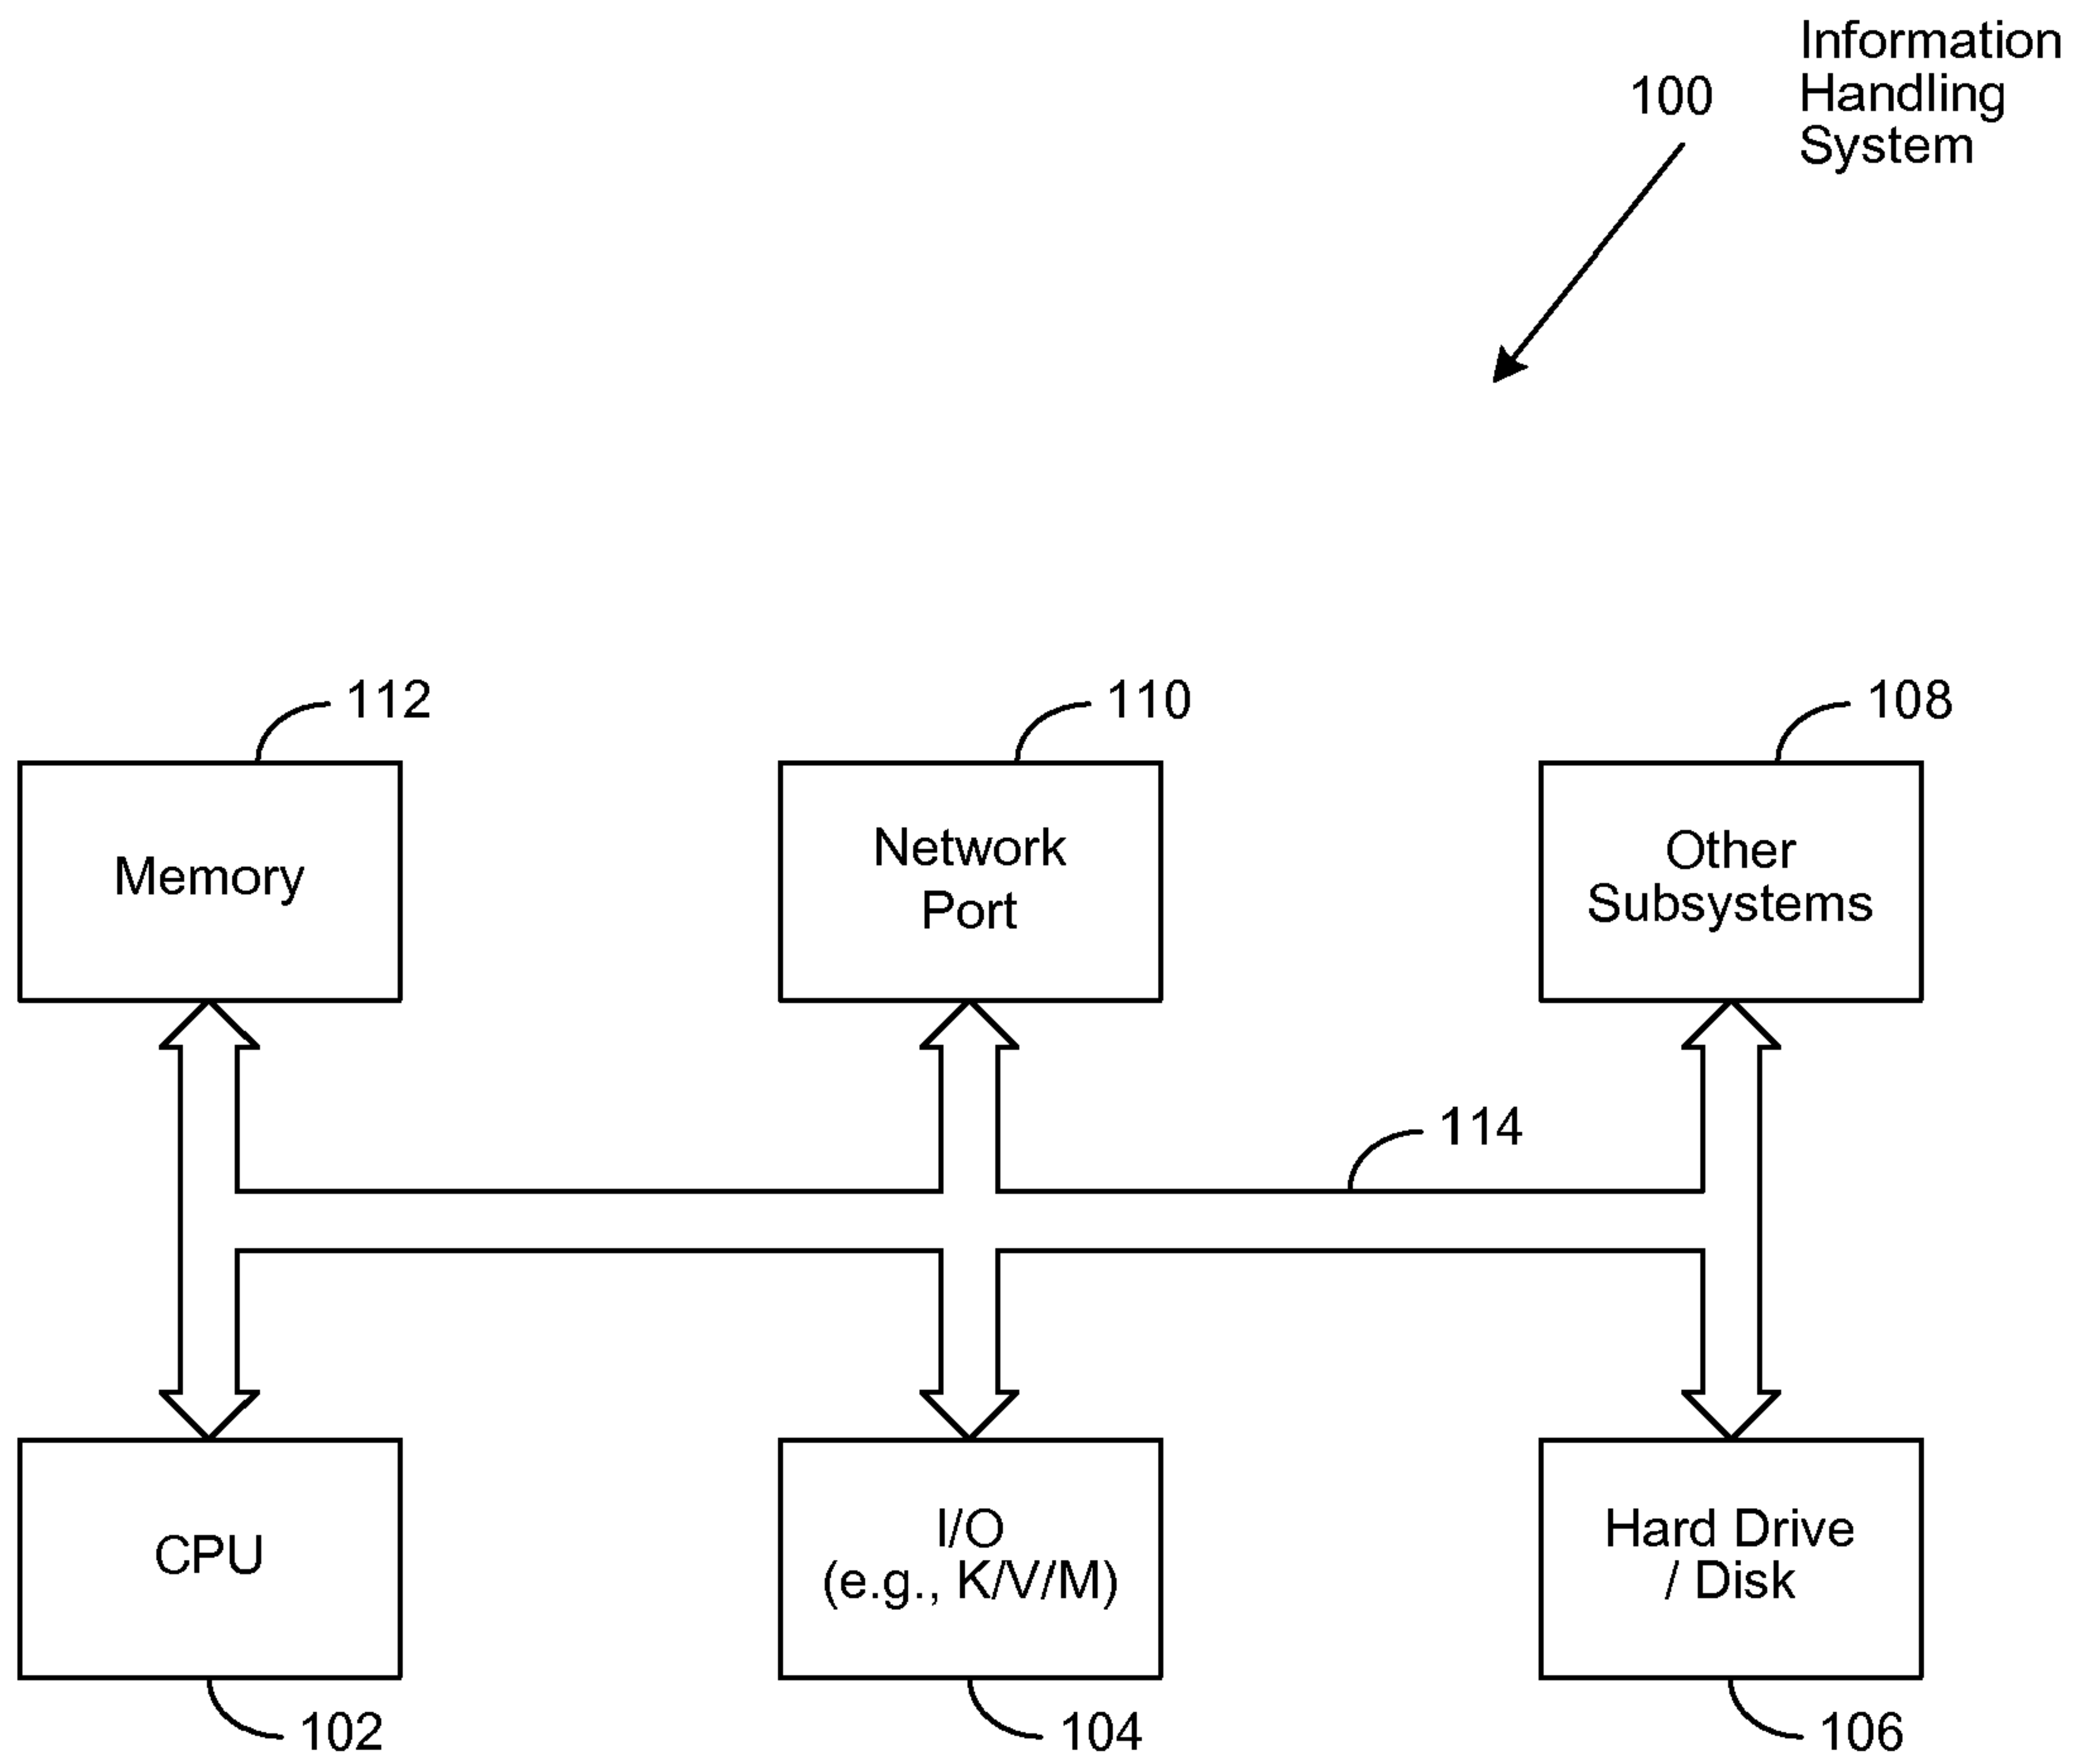 Information
100 Handling
System
112
110
108
Memory
Network
Port
Other
Subsystems
114
CPU
I/O
(e.g., K/V/M)
Hard Drive
/ Disk
102
104
106